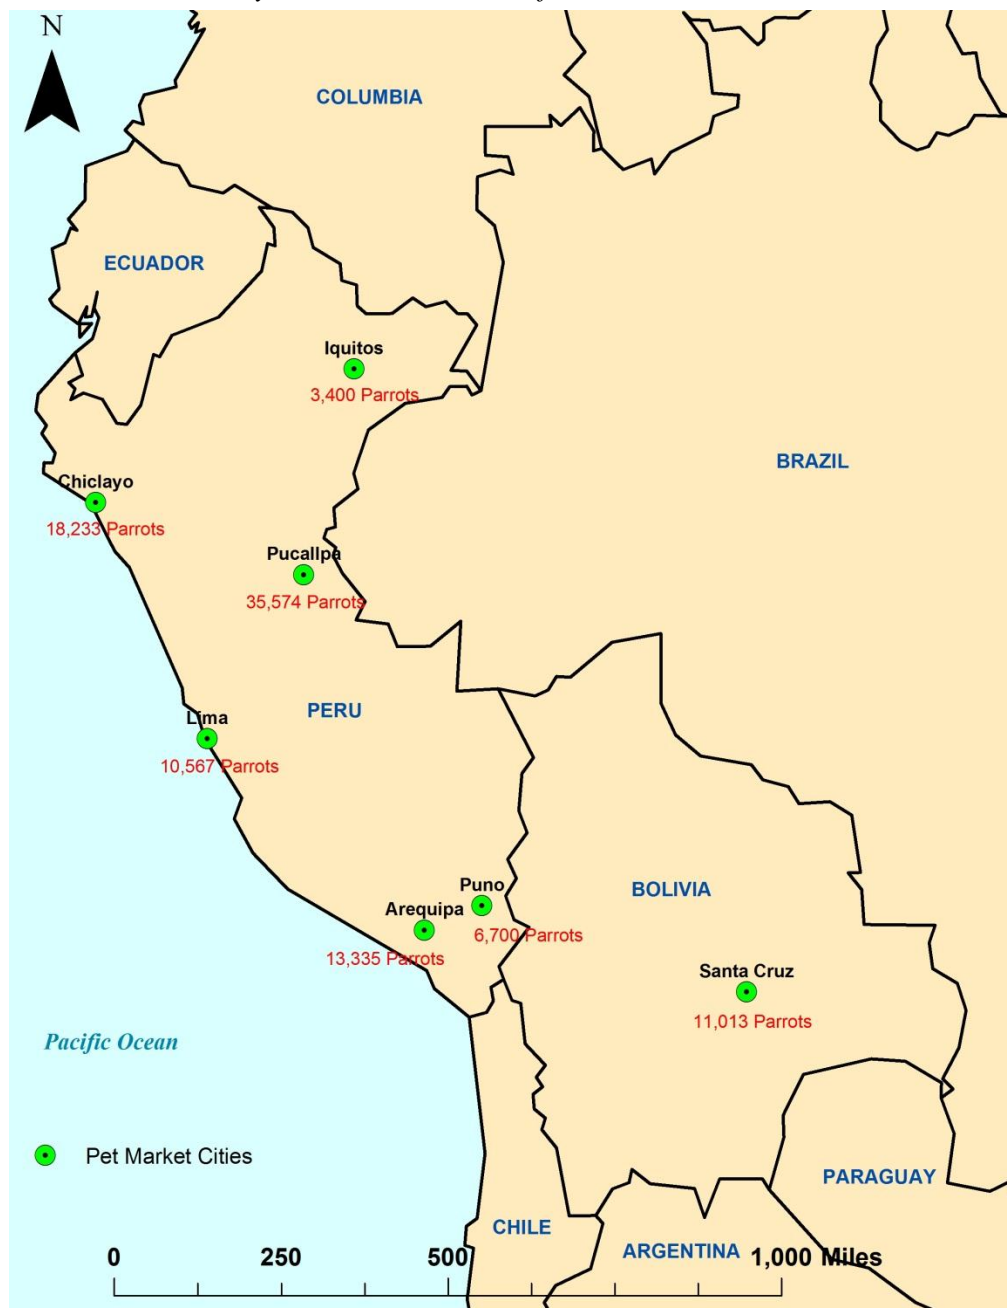 N
COLUMBIA
ECUADOR
Iquitos
3,400 Parrots
BRAZIL
Chiclayo
18,233 Parrots
Pucallpa
35,574 Parrots
PERU
Lima
10,567 Parrots
Puno
6,700 Parrots
Arequipa
13,335 Parrots
BOLIVIA
Santa Cruz
11,013 Parrots
Pacific Ocean
Pet Market Cities
PARAGUAY
CHILE
ARGENTINA
0 250 500 1,000 Miles